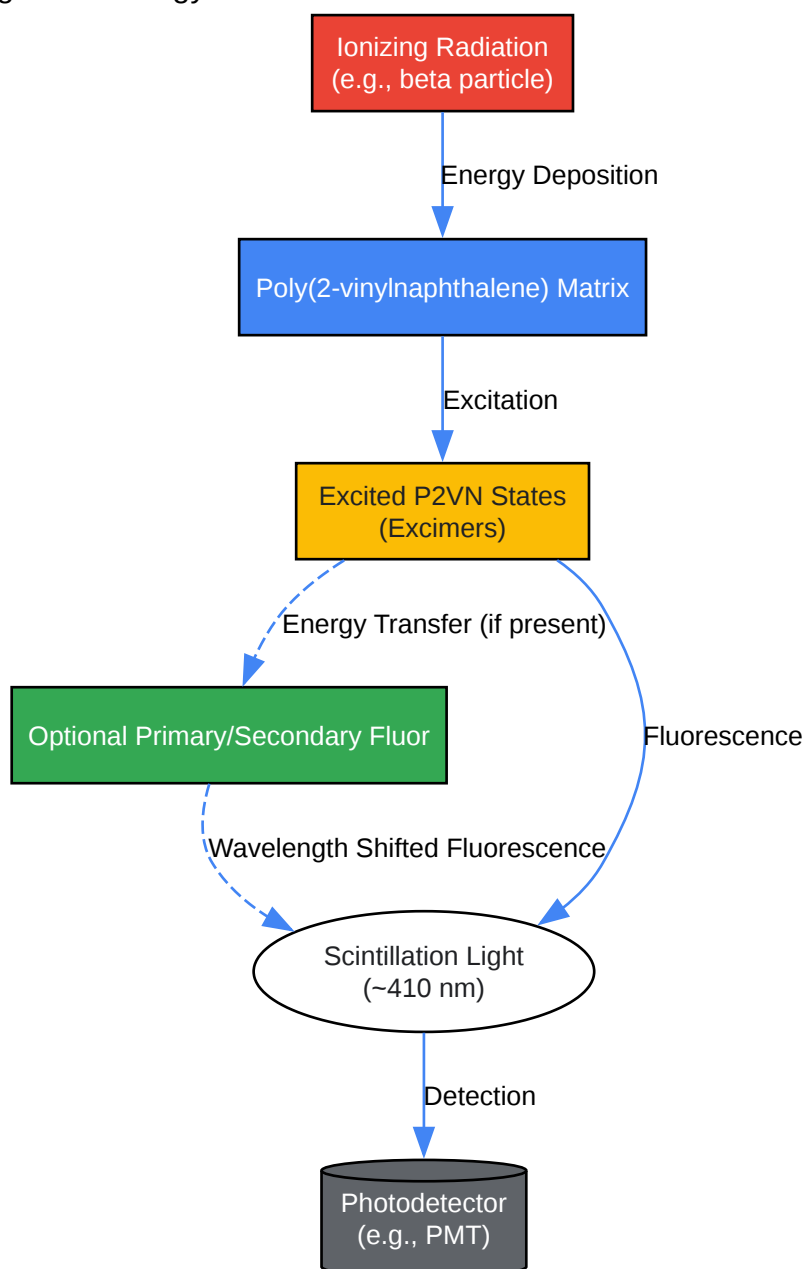 Ionizing Radiation
(e.g., beta particle)
Energy Deposition
Poly(2-vinylnaphthalene) Matrix
Excitation
Excited P2VN States
(Excimers)
Energy Transfer (if present)
Optional Primary/Secondary Fluor
Fluorescence
Wavelength Shifted Fluorescence
Scintillation Light
(~410 nm)
Detection
Photodetector
(e.g., PMT)